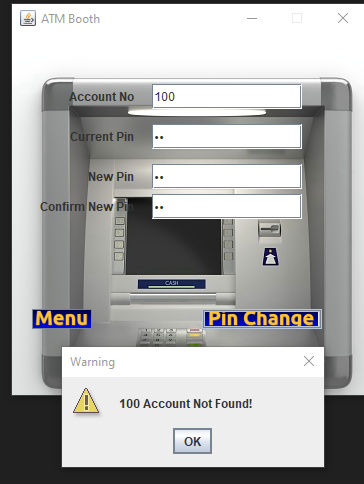 ATM Booth
Account No 100
Current Pin ••
New Pin ••
Confirm New Pin ••
CASH
Menu Pin Change
Warning
100 Account Not Found!
OK